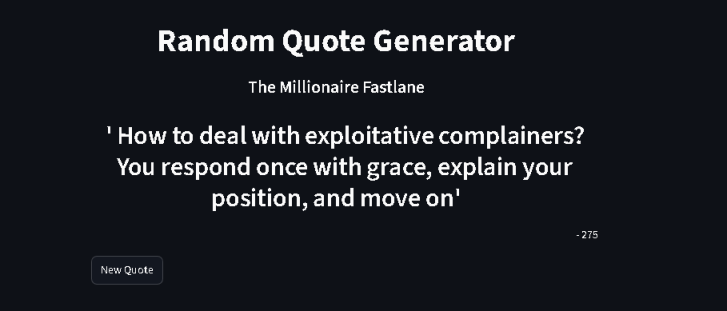 Random Quote Generator
The Millionaire Fastlane
' How to deal with exploitative complainers?
You respond once with grace, explain your
position, and move on'
- 275
New Quote